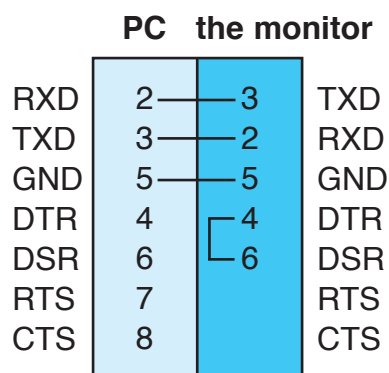 PC the monitor
RXD 2 3 TXD
TXD 3 2 RXD
GND 5 5 GND
DTR 4 4 DTR
DSR 6 6 DSR
RTS 7 RTS
CTS 8 CTS